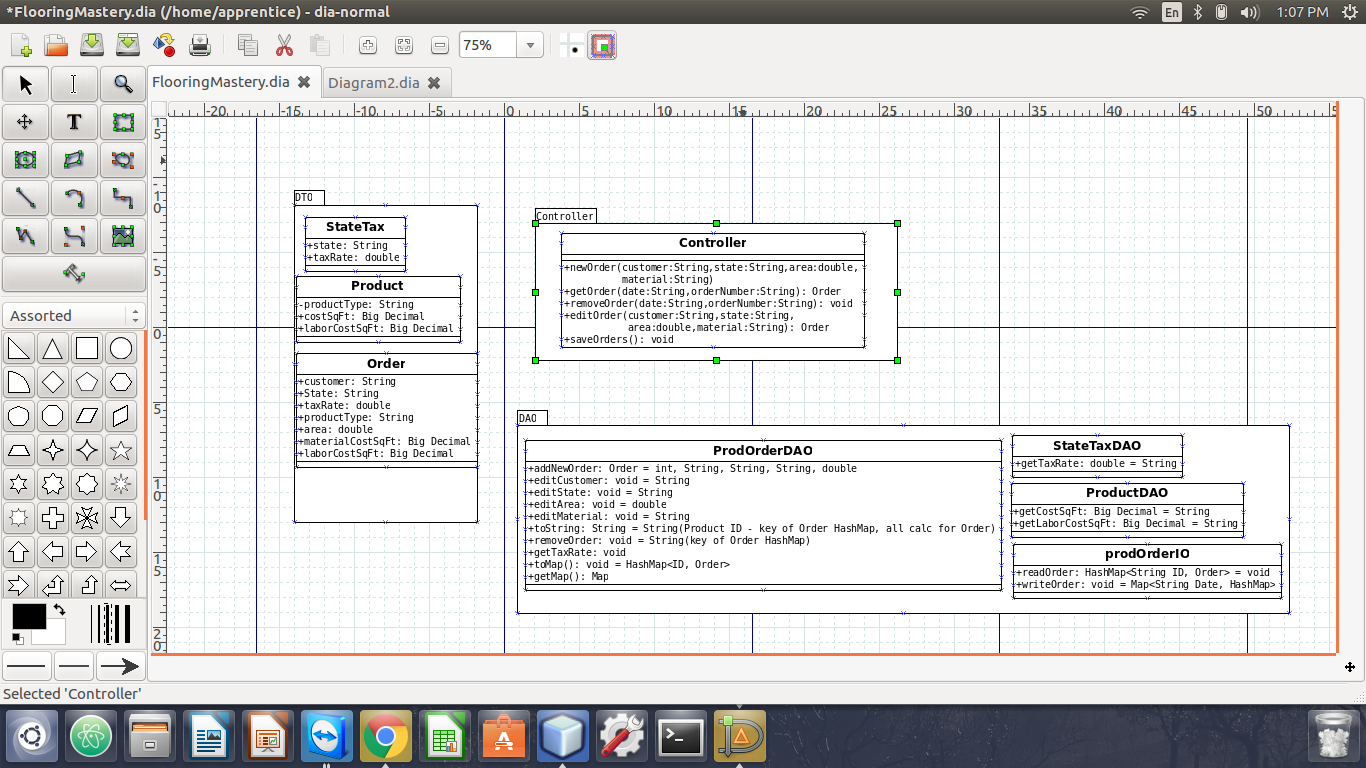 *FlooringMastery.dia (/home/apprentice) - dia-normal
En
1:07 PM
75%
FlooringMastery.dia
Diagram2.dia
-20 -15 -10 -5 0 5 10 15 20 25 30 35 40 45 50
DTO
StateTax
+state: String
+taxRate: double
Product
-productType: String
+costSqFt: Big Decimal
+laborCostSqFt: Big Decimal
Order
+customer: String
+State: String
+taxRate: double
+productType: String
+area: double
+materialCostSqFt: Big Decimal
+laborCostSqFt: Big Decimal
Controller
Controller
+newOrder(customer:String,state:String,area:double,
material:String)
+getOrder(date:String,orderNumber:String): Order
+removeOrder(date:String,orderNumber:String): void
+editOrder(customer:String,state:String,
area:double,material:String): Order
+saveOrders(): void
DAO
ProdOrderDAO
+addNewOrder: Order = int, String, String, String, double
+editCustomer: void = String
+editState: void = String
+editArea: void = double
+editMaterial: void = String
+toString: String = String(Product ID - key of Order HashMap, all calc for Order)
+removeOrder: void = String(key of Order HashMap)
+getTaxRate: void
+toMap(): void = HashMap<ID, Order>
+getMap(): Map
StateTaxDAO
+getTaxRate: double = String
ProductDAO
+getCostSqFt: Big Decimal = String
+getLaborCostSqFt: Big Decimal = String
prodOrderIO
+readOrder: HashMap<String ID, Order> = void
+writeOrder: void = Map<String Date, HashMap>
Assorted
Selected 'Controller'